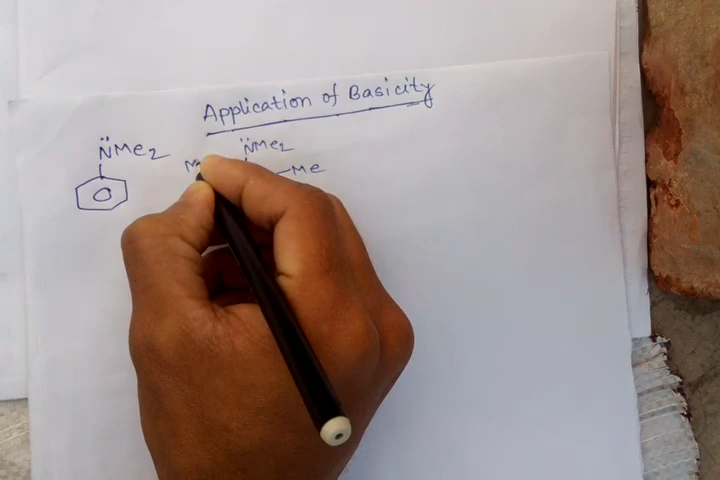 Application of Basicity
N̈Me₂
N̈Me₂
M
Me